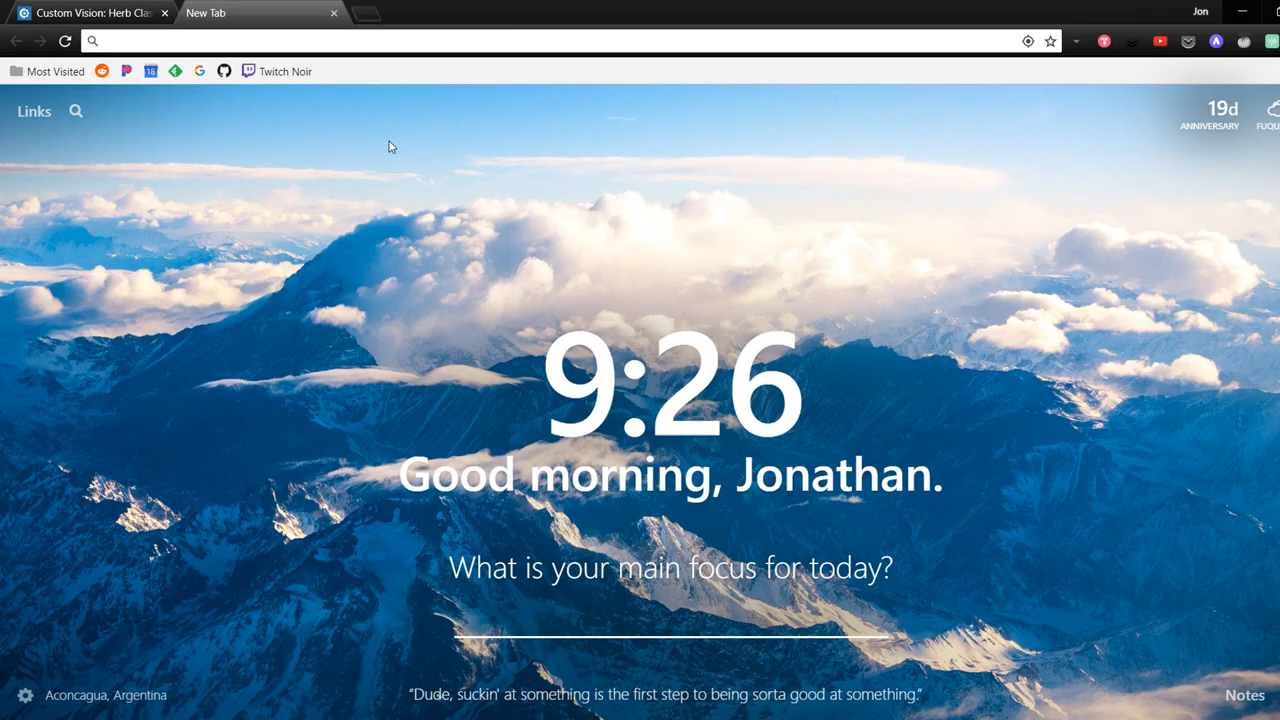 Custom Vision: Herb Clas
New Tab
Jon
Most Visited
18
Twitch Noir
Links
19d
ANNIVERSARY
FUQU
9:26
Good morning, Jonathan.
What is your main focus for today?
Aconcagua, Argentina
“Dude, suckin' at something is the first step to being sorta good at something.”
Notes